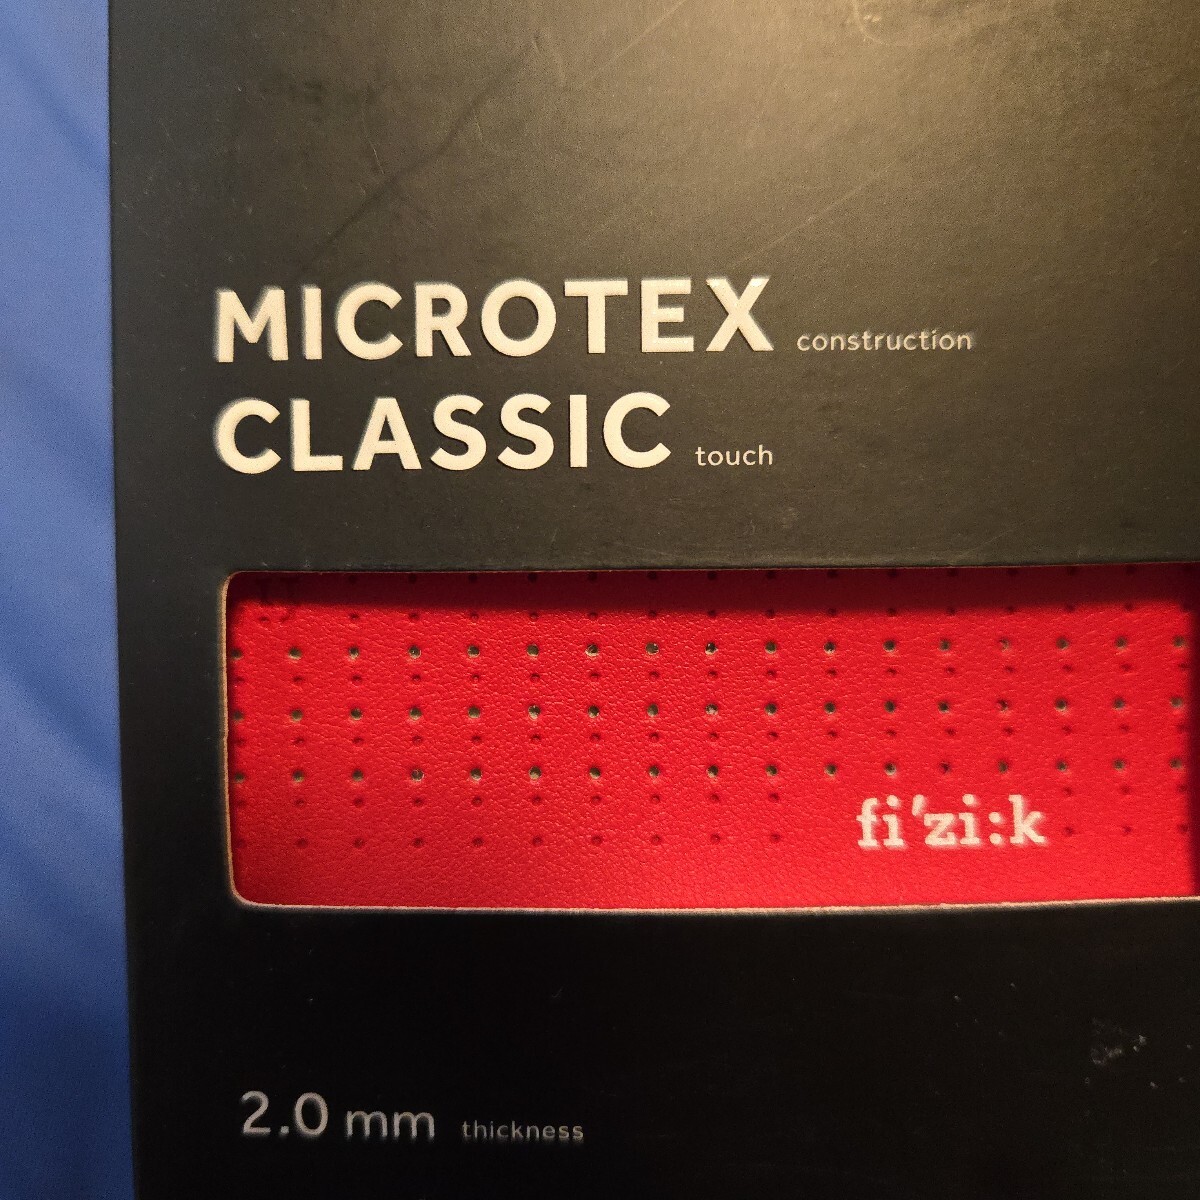 MICROTEX construction
CLASSIC touch
fi'zi:k
2.0 mm thickness